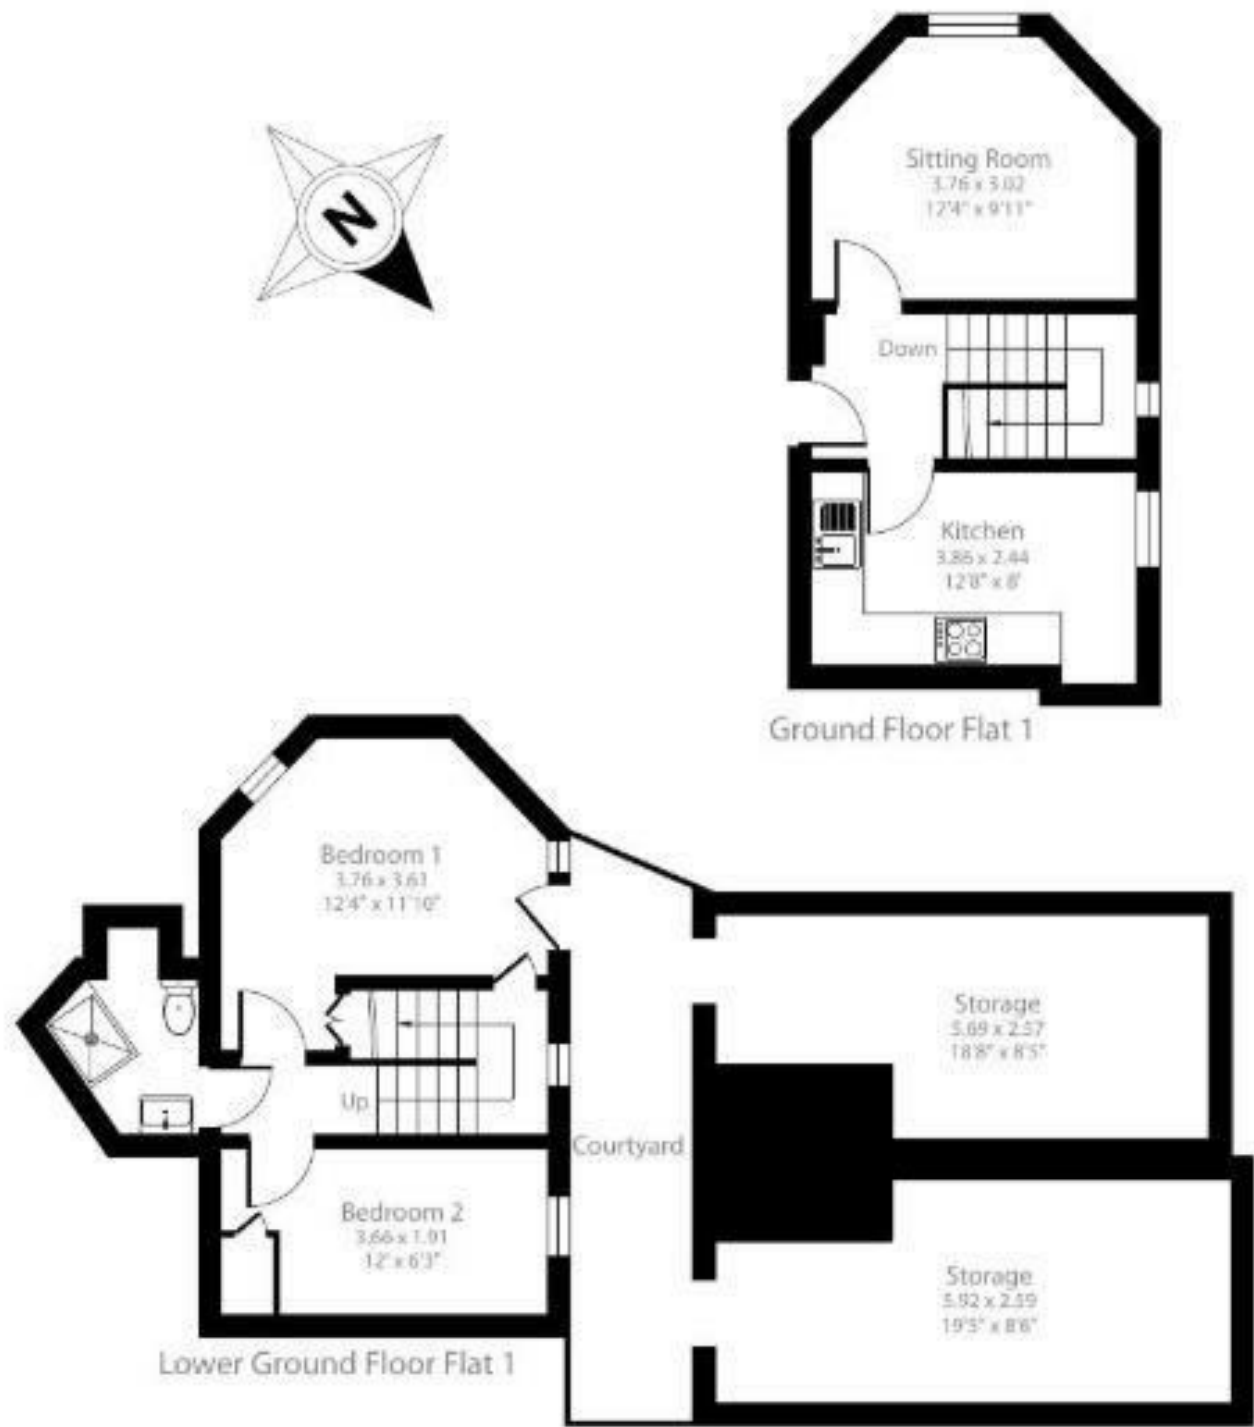 N
Sitting Room
3.76 x 3.02
12'4" x 9'11"
Down
Kitchen
3.86 x 2.44
12'8" x 8'
Ground Floor Flat 1
Bedroom 1
3.76 x 3.61
12'4" x 11'10"
Up
Courtyard
Storage
5.69 x 2.57
18'8" x 8'5"
Bedroom 2
3.66 x 1.91
12' x 6'3"
Storage
5.92 x 2.59
19'5" x 8'6"
Lower Ground Floor Flat 1